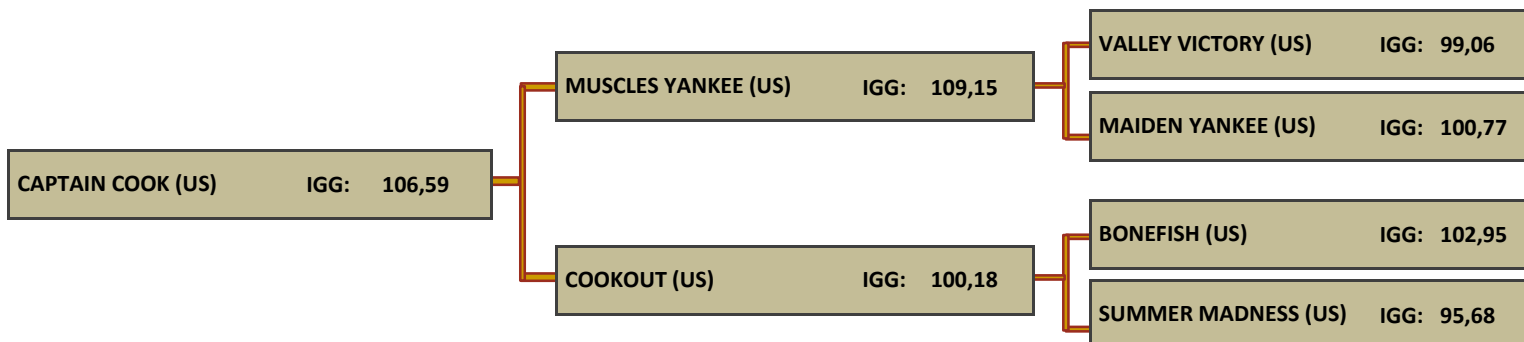 VALLEY VICTORY (US) IGG: 99,06
MUSCLES YANKEE (US) IGG: 109,15
MAIDEN YANKEE (US) IGG: 100,77
CAPTAIN COOK (US) IGG: 106,59
BONEFISH (US) IGG: 102,95
COOKOUT (US) IGG: 100,18
SUMMER MADNESS (US) IGG: 95,68